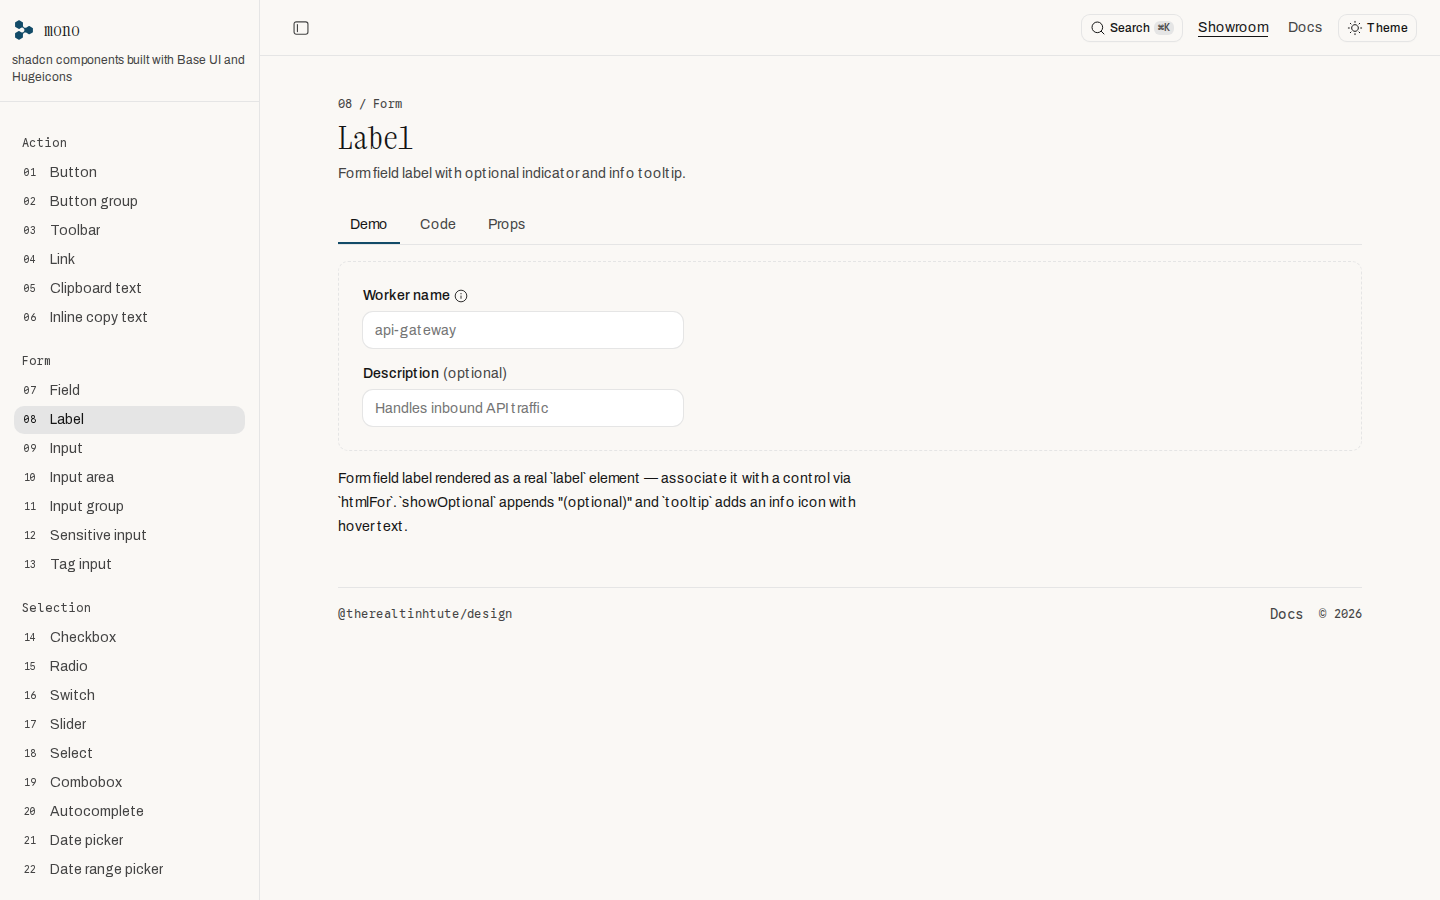 mono
shadcn components built with Base UI and
Hugeicons
Action
01 Button
02 Button group
03 Toolbar
04 Link
05 Clipboard text
06 Inline copy text
Form
07 Field
08 Label
09 Input
10 Input area
11 Input group
12 Sensitive input
13 Tag input
Selection
14 Checkbox
15 Radio
16 Switch
17 Slider
18 Select
19 Combobox
20 Autocomplete
21 Date picker
22 Date range picker
Search ⌘K Showroom Docs Theme
08 / Form
Label
Form field label with optional indicator and info tooltip.
Demo Code Props
Worker name
api-gateway
Description (optional)
Handles inbound API traffic
Form field label rendered as a real `label` element — associate it with a control via
`htmlFor`. `showOptional` appends "(optional)" and `tooltip` adds an info icon with
hover text.
@therealtinhtute/design
Docs © 2026